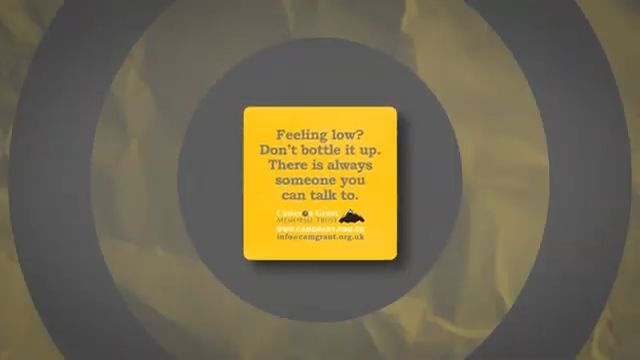 Feeling low?
Don't bottle it up.
There is always
someone you
can talk to.
Cameron Grant
MEMORIAL TRUST
WWW.CAMGRANT.ORG.UK
info@camgrant.org.uk